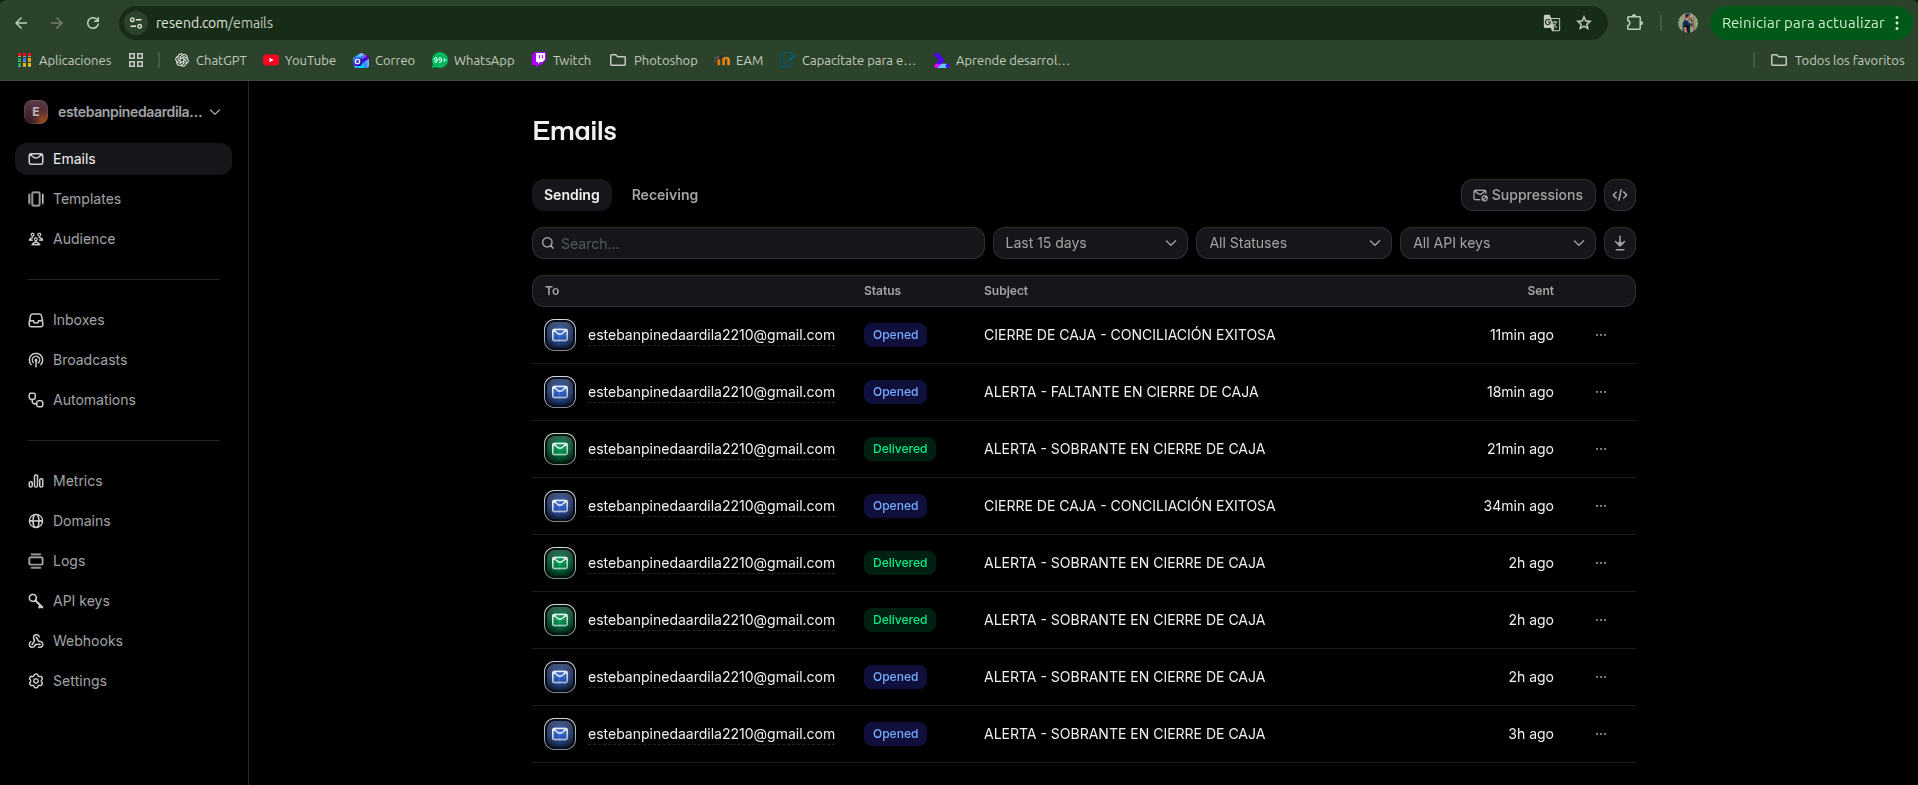 resend.com/emails
Reiniciar para actualizar
Aplicaciones ChatGPT YouTube Correo 99+ WhatsApp Twitch Photoshop EAM Capacítate para e... Aprende desarrol... Todos los favoritos
E estebanpinedaardila...
Emails
Templates
Audience
Inboxes
Broadcasts
Automations
Metrics
Domains
Logs
API keys
Webhooks
Settings
Emails
Sending Receiving Suppressions
Search... Last 15 days All Statuses All API keys
To Status Subject Sent
estebanpinedaardila2210@gmail.com Opened CIERRE DE CAJA - CONCILIACIÓN EXITOSA 11min ago
estebanpinedaardila2210@gmail.com Opened ALERTA - FALTANTE EN CIERRE DE CAJA 18min ago
estebanpinedaardila2210@gmail.com Delivered ALERTA - SOBRANTE EN CIERRE DE CAJA 21min ago
estebanpinedaardila2210@gmail.com Opened CIERRE DE CAJA - CONCILIACIÓN EXITOSA 34min ago
estebanpinedaardila2210@gmail.com Delivered ALERTA - SOBRANTE EN CIERRE DE CAJA 2h ago
estebanpinedaardila2210@gmail.com Delivered ALERTA - SOBRANTE EN CIERRE DE CAJA 2h ago
estebanpinedaardila2210@gmail.com Opened ALERTA - SOBRANTE EN CIERRE DE CAJA 2h ago
estebanpinedaardila2210@gmail.com Opened ALERTA - SOBRANTE EN CIERRE DE CAJA 3h ago